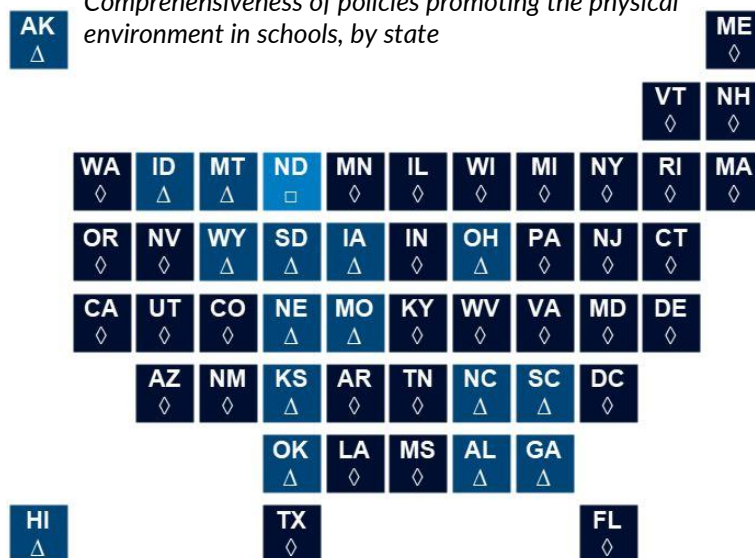 Comprehensiveness of policies promoting the physical
environment in schools, by state
AK
Δ
ME
◊
VT NH
◊ ◊
WA ID MT ND MN IL WI MI NY RI MA
◊ Δ Δ □ ◊ ◊ ◊ ◊ ◊ ◊ ◊
OR NV WY SD IA IN OH PA NJ CT
◊ ◊ Δ Δ Δ ◊ Δ ◊ ◊ ◊
CA UT CO NE MO KY WV VA MD DE
◊ ◊ ◊ Δ Δ ◊ ◊ ◊ ◊ ◊
AZ NM KS AR TN NC SC DC
◊ ◊ Δ ◊ ◊ Δ Δ ◊
OK LA MS AL GA
Δ ◊ ◊ Δ Δ
HI TX FL
Δ ◊ ◊